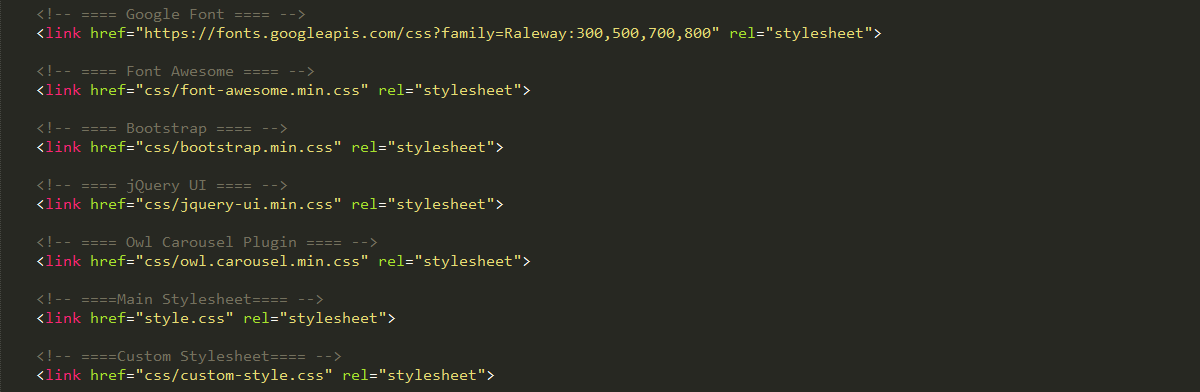 <!-- ==== Google Font ==== -->
<link href="https://fonts.googleapis.com/css?family=Raleway:300,500,700,800" rel="stylesheet">
<!-- ==== Font Awesome ==== -->
<link href="css/font-awesome.min.css" rel="stylesheet">
<!-- ==== Bootstrap ==== -->
<link href="css/bootstrap.min.css" rel="stylesheet">
<!-- ==== jQuery UI ==== -->
<link href="css/jquery-ui.min.css" rel="stylesheet">
<!-- ==== Owl Carousel Plugin ==== -->
<link href="css/owl.carousel.min.css" rel="stylesheet">
<!-- ====Main Stylesheet==== -->
<link href="style.css" rel="stylesheet">
<!-- ====Custom Stylesheet==== -->
<link href="css/custom-style.css" rel="stylesheet">